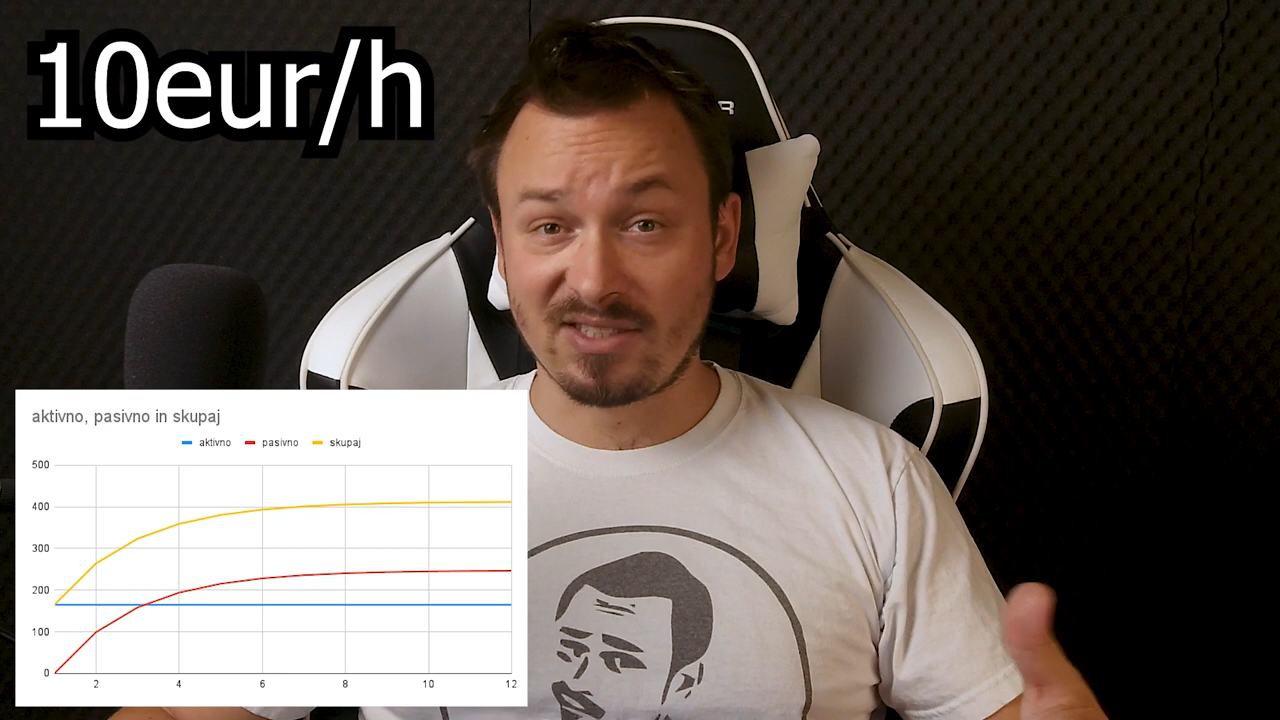 10eur/h
R
aktivno, pasivno in skupaj
aktivno pasivno skupaj
500
400
300
200
100
0
2 4 6 8 10 12